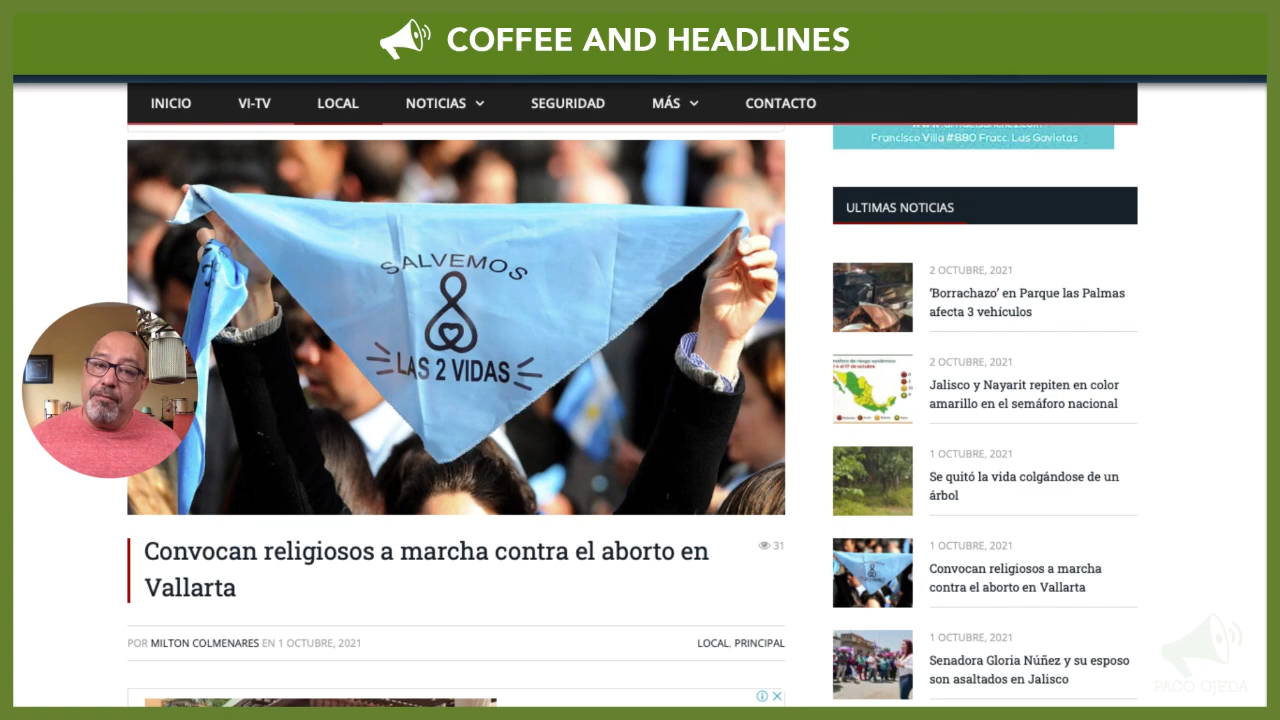 COFFEE AND HEADLINES
INICIO VI-TV LOCAL NOTICIAS SEGURIDAD MÁS CONTACTO
Francisco Villa #880 Fracc. Las Gaviotas
SALVEMOS
LAS 2 VIDAS
Convocan religiosos a marcha contra el aborto en
Vallarta
31
POR MILTON COLMENARES EN 1 OCTUBRE, 2021
LOCAL, PRINCIPAL
ULTIMAS NOTICIAS
2 OCTUBRE, 2021
‘Borrachazo’ en Parque las Palmas
afecta 3 vehículos
2 OCTUBRE, 2021
Jalisco y Nayarit repiten en color
amarillo en el semáforo nacional
1 OCTUBRE, 2021
Se quitó la vida colgándose de un
árbol
1 OCTUBRE, 2021
Convocan religiosos a marcha
contra el aborto en Vallarta
1 OCTUBRE, 2021
Senadora Gloria Núñez y su esposo
son asaltados en Jalisco
PACO OJEDA